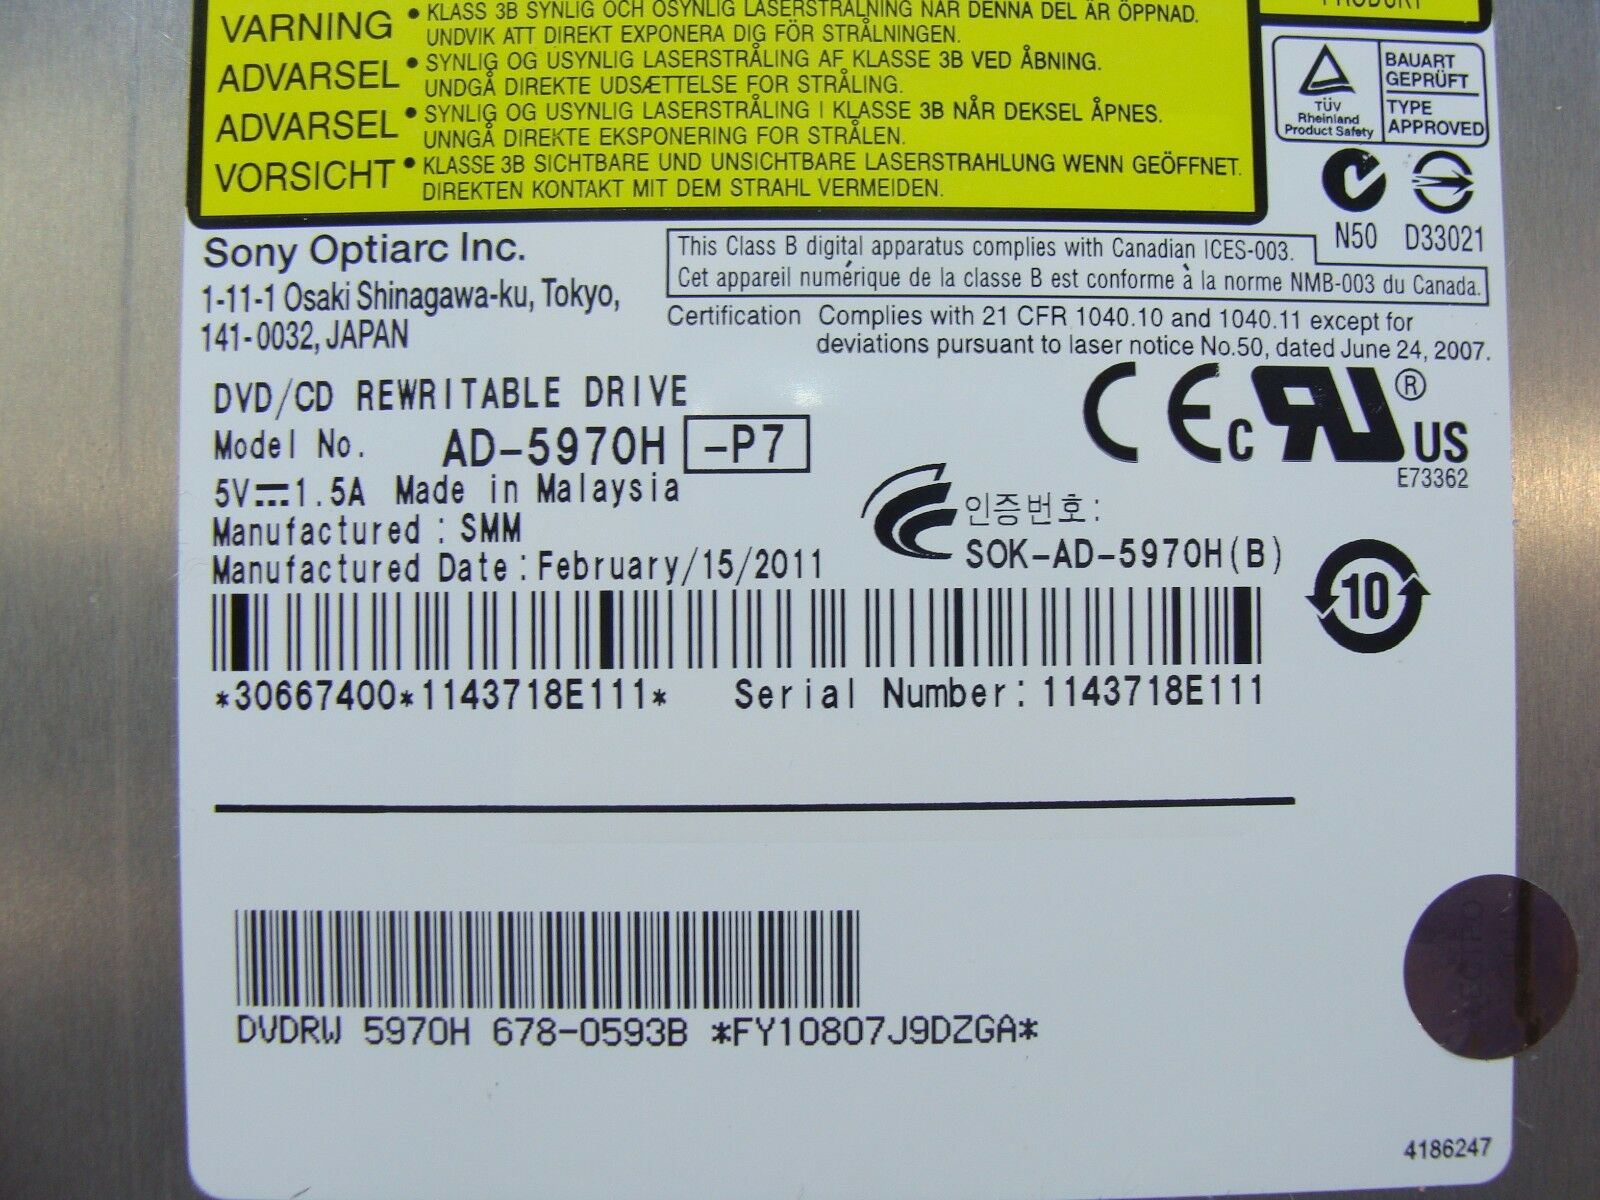 VARNING • KLASS 3B SYNLIG OCH OSYNLIG LASERSTRÅLNING NÄR DENNA DEL ÄR ÖPPNAD.
UNDVIK ATT DIREKT EXPONERA DIG FÖR STRÅLNINGEN.
ADVARSEL • SYNLIG OG USYNLIG LASERSTRÅLING AF KLASSE 3B VED ÅBNING.
UNDGÅ DIREKTE UDSÆTTELSE FOR STRÅLING.
ADVARSEL • SYNLIG OG USYNLIG LASERSTRÅLING I KLASSE 3B NÅR DEKSEL ÅPNES.
UNNGÅ DIREKTE EKSPONERING FOR STRÅLEN.
VORSICHT • KLASSE 3B SICHTBARE UND UNSICHTBARE LASERSTRAHLUNG WENN GEÖFFNET.
DIREKTEN KONTAKT MIT DEM STRAHL VERMEIDEN.
PRODUKT
TÜV
Rheinland
Product Safety
BAUART
GEPRÜFT
TYPE
APPROVED
N50 D33021
Sony Optiarc Inc.
1-11-1 Osaki Shinagawa-ku, Tokyo,
141-0032, JAPAN
This Class B digital apparatus complies with Canadian ICES-003.
Cet appareil numérique de la classe B est conforme à la norme NMB-003 du Canada.
Certification Complies with 21 CFR 1040.10 and 1040.11 except for
deviations pursuant to laser notice No.50, dated June 24, 2007.
DVD/CD REWRITABLE DRIVE
Model No. AD-5970H -P7
5V⎓1.5A Made in Malaysia
Manufactured : SMM
Manufactured Date : February/15/2011
CE c RU ® US
E73362
인증번호:
SOK-AD-5970H(B)
10
*30667400*1143718E111* Serial Number: 1143718E111
DVDRW 5970H 678-0593B *FY10807J9DZGA*
4186247